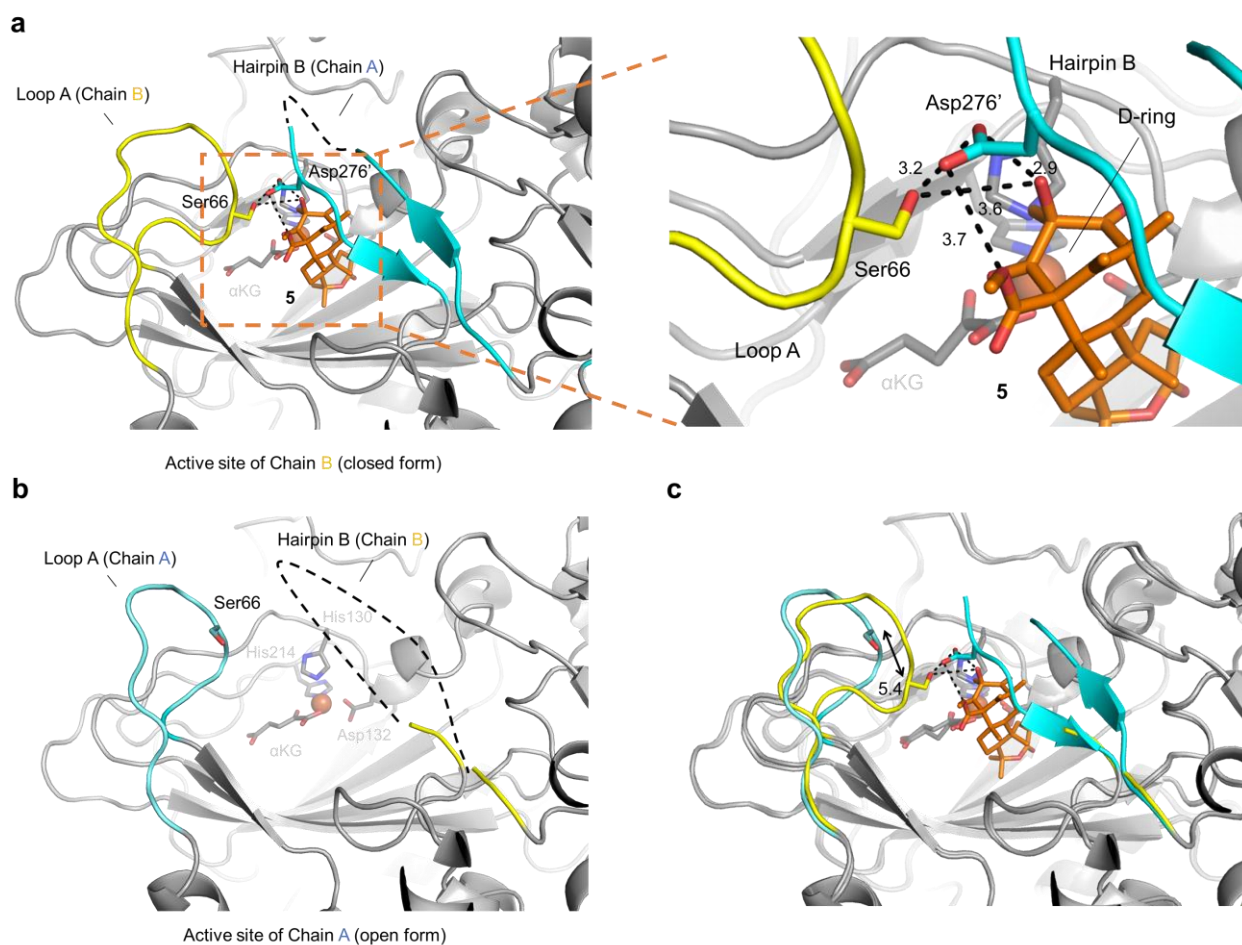 a
Hairpin B (Chain A)
Loop A (Chain B)
Asp276'
Ser66
αKG
5
Active site of Chain B (closed form)
Hairpin B
Asp276'
D-ring
3.2
2.9
3.6
3.7
Ser66
Loop A
αKG
5
b
Hairpin B (Chain B)
Loop A (Chain A)
Ser66
His130
His214
Asp132
αKG
Active site of Chain A (open form)
c
5.4